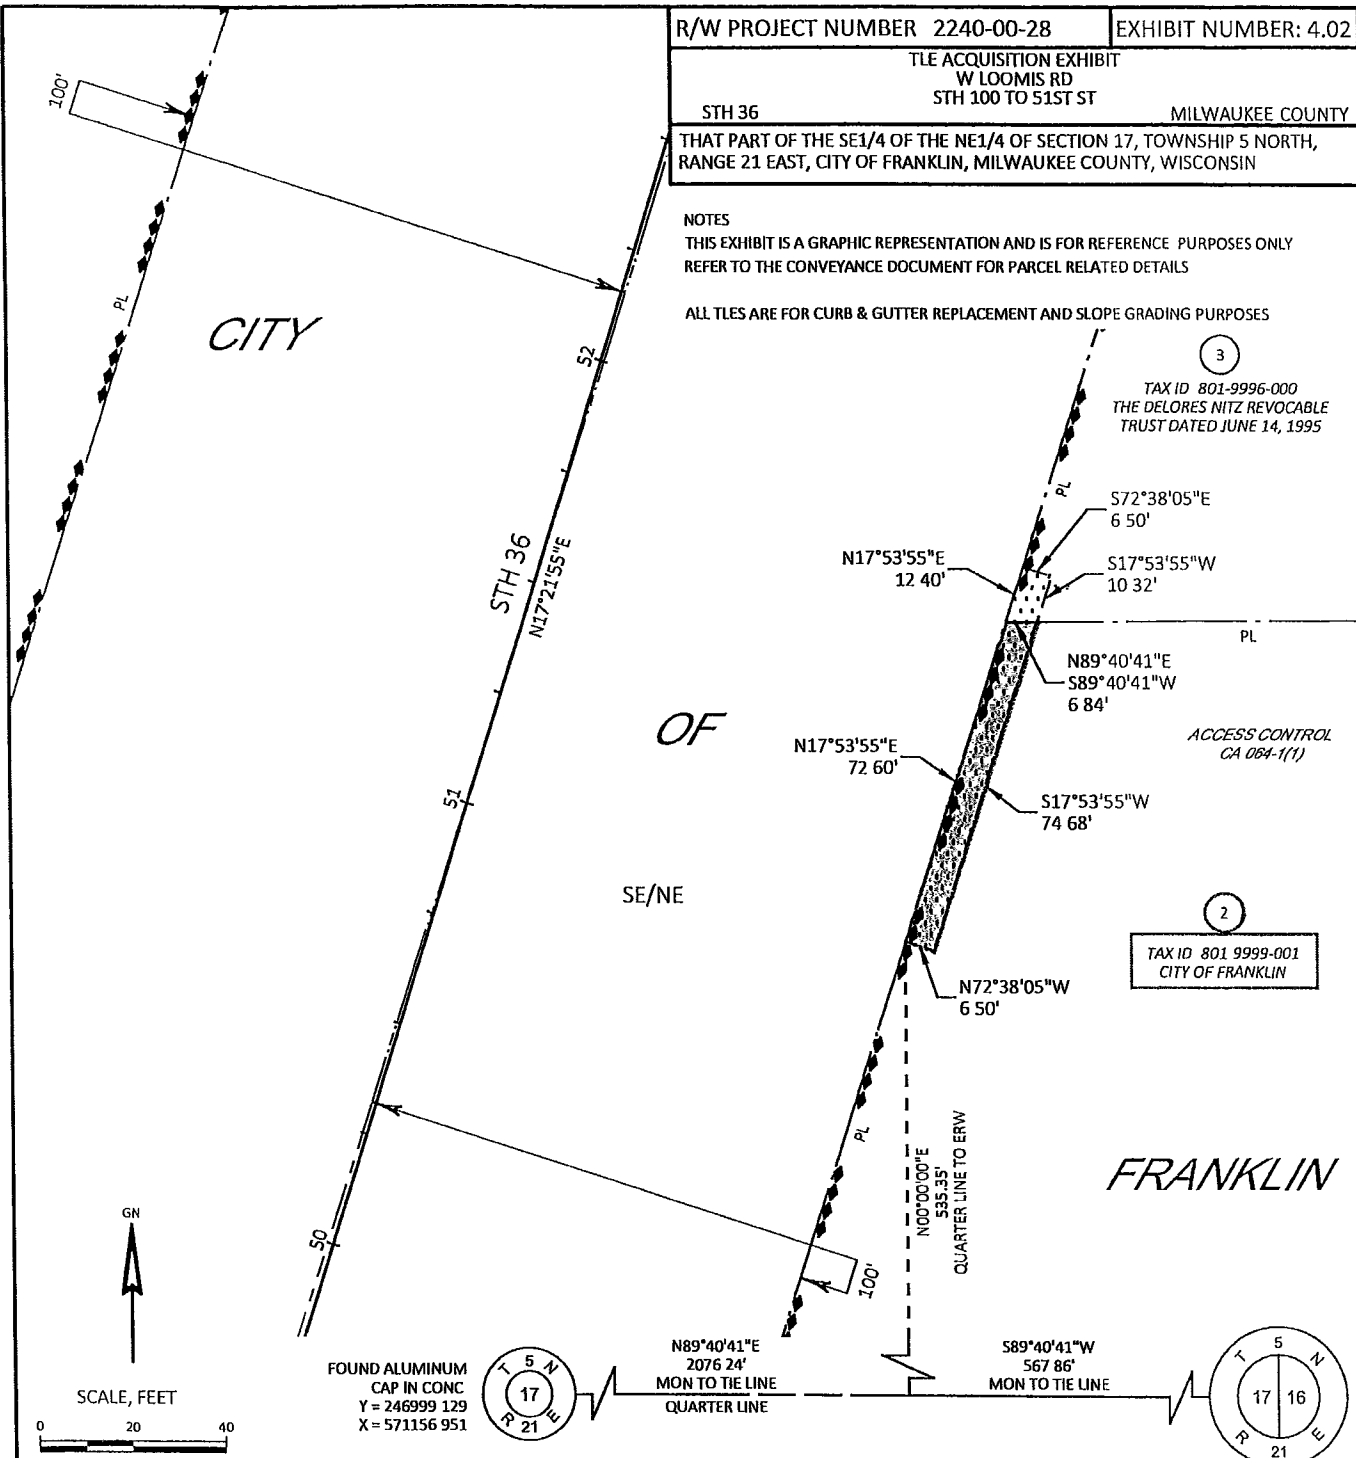 R/W PROJECT NUMBER 2240-00-28
EXHIBIT NUMBER: 4.02
TLE ACQUISITION EXHIBIT
W LOOMIS RD
STH 100 TO 51ST ST
STH 36
MILWAUKEE COUNTY
THAT PART OF THE SE1/4 OF THE NE1/4 OF SECTION 17, TOWNSHIP 5 NORTH,
RANGE 21 EAST, CITY OF FRANKLIN, MILWAUKEE COUNTY, WISCONSIN
NOTES
THIS EXHIBIT IS A GRAPHIC REPRESENTATION AND IS FOR REFERENCE PURPOSES ONLY
REFER TO THE CONVEYANCE DOCUMENT FOR PARCEL RELATED DETAILS
ALL TLES ARE FOR CURB & GUTTER REPLACEMENT AND SLOPE GRADING PURPOSES
100'
PL
CITY
52
3
TAX ID 801-9996-000
THE DELORES NITZ REVOCABLE
TRUST DATED JUNE 14, 1995
PL
S72°38'05"E
6 50'
N17°53'55"E
12 40'
S17°53'55"W
10 32'
STH 36
N17°21'55"E
PL
N89°40'41"E
S89°40'41"W
6 84'
OF
ACCESS CONTROL
CA 064-1(1)
N17°53'55"E
72 60'
51
S17°53'55"W
74 68'
SE/NE
2
TAX ID 801 9999-001
CITY OF FRANKLIN
N72°38'05"W
6 50'
PL
N00°00'00"E
535.35'
QUARTER LINE TO ERW
FRANKLIN
GN
50
100'
SCALE, FEET
0 20 40
FOUND ALUMINUM
CAP IN CONC
Y = 246999 129
X = 571156 951
T 5 N
17
R 21 E
N89°40'41"E
2076 24'
MON TO TIE LINE
QUARTER LINE
S89°40'41"W
567 86'
MON TO TIE LINE
T 5 N
17 16
R 21 E